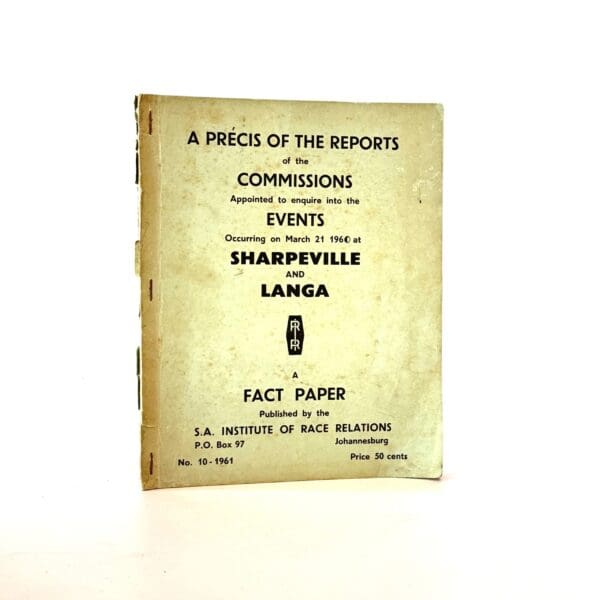 A PRÉCIS OF THE REPORTS
of the
COMMISSIONS
Appointed to enquire into the
EVENTS
Occurring on March 21 1960 at
SHARPEVILLE
AND
LANGA
A
FACT PAPER
Published by the
S.A. INSTITUTE OF RACE RELATIONS
P.O. Box 97 Johannesburg
No. 10 - 1961 Price 50 cents